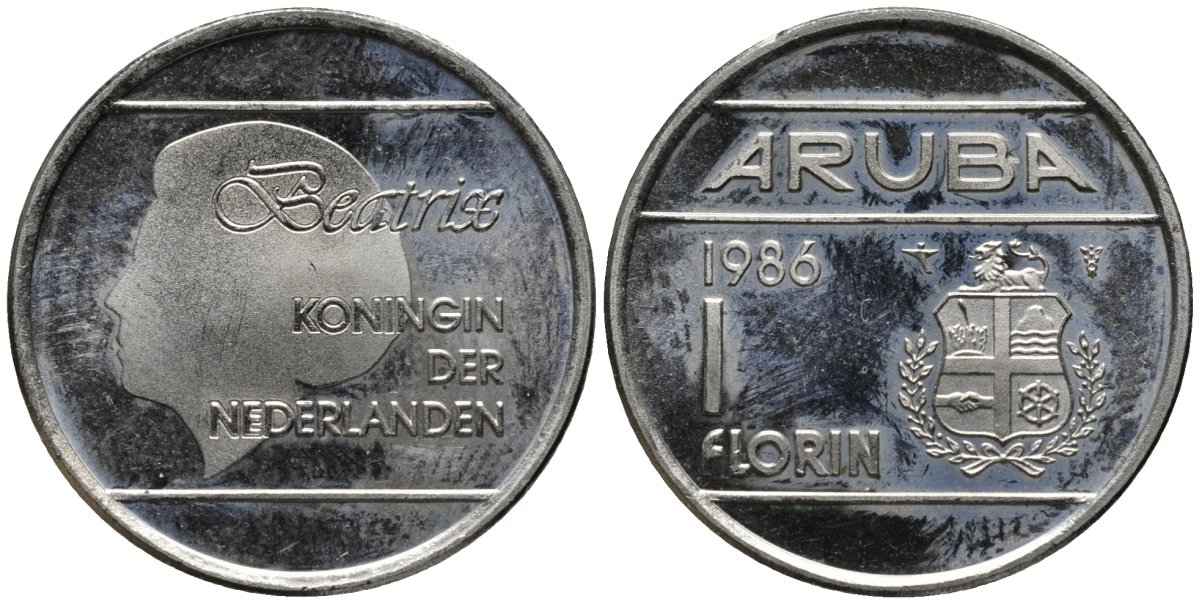 Beatrix
KONINGIN
DER
NEDERLANDEN
ARUBA
1986
1
FLORIN